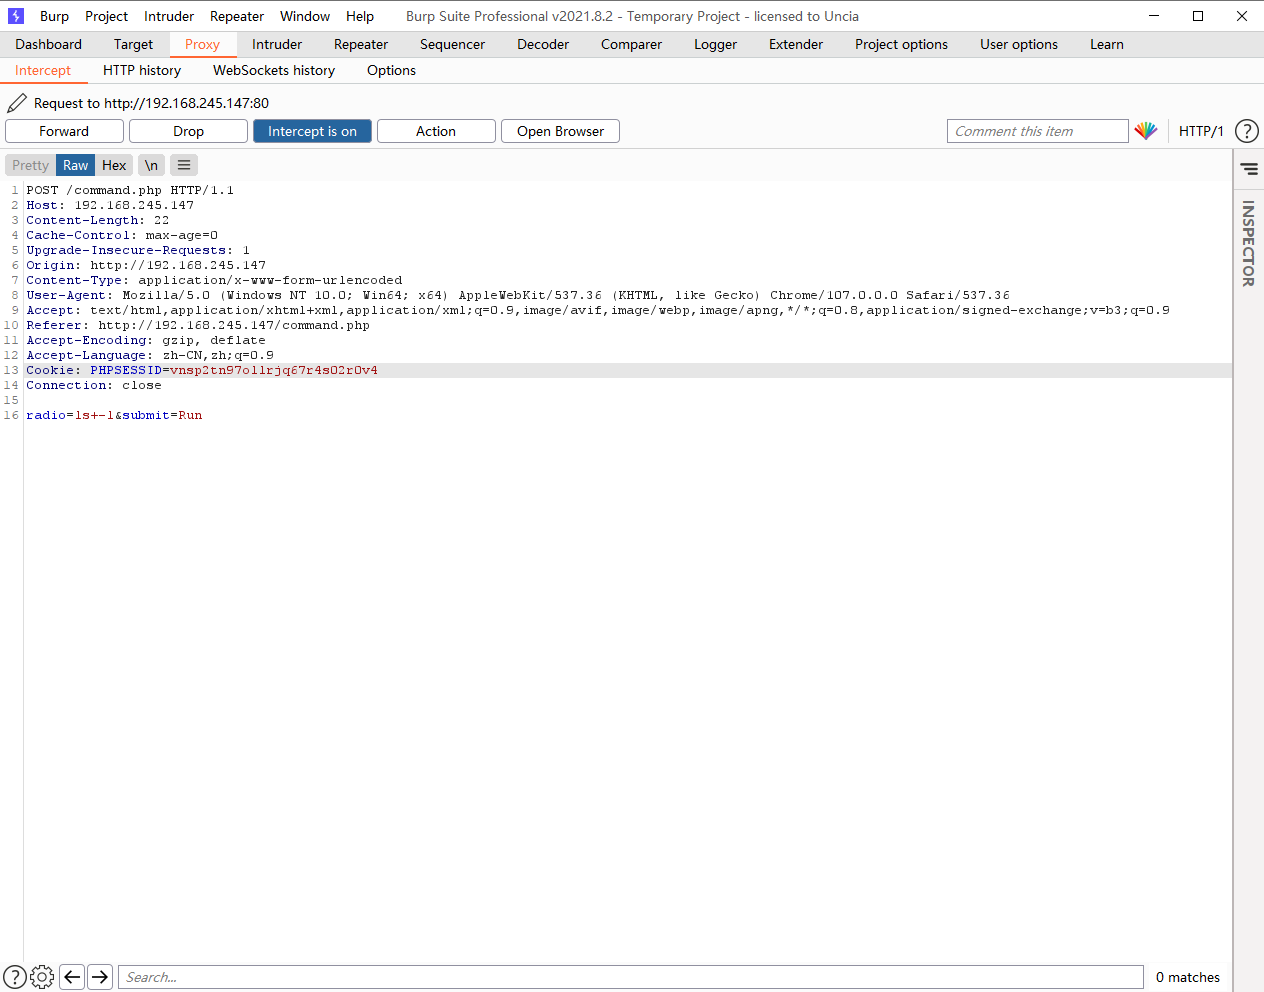 Burp Project Intruder Repeater Window Help Burp Suite Professional v2021.8.2 - Temporary Project - licensed to Uncia
Dashboard Target Proxy Intruder Repeater Sequencer Decoder Comparer Logger Extender Project options User options Learn
Intercept HTTP history WebSockets history Options
Request to http://192.168.245.147:80
Forward Drop Intercept is on Action Open Browser Comment this item HTTP/1 ?
Pretty Raw Hex \n
1 POST /command.php HTTP/1.1
2 Host: 192.168.245.147
3 Content-Length: 22
4 Cache-Control: max-age=0
5 Upgrade-Insecure-Requests: 1
6 Origin: http://192.168.245.147
7 Content-Type: application/x-www-form-urlencoded
8 User-Agent: Mozilla/5.0 (Windows NT 10.0; Win64; x64) AppleWebKit/537.36 (KHTML, like Gecko) Chrome/107.0.0.0 Safari/537.36
9 Accept: text/html,application/xhtml+xml,application/xml;q=0.9,image/avif,image/webp,image/apng,*/*;q=0.8,application/signed-exchange;v=b3;q=0.9
10 Referer: http://192.168.245.147/command.php
11 Accept-Encoding: gzip, deflate
12 Accept-Language: zh-CN,zh;q=0.9
13 Cookie: PHPSESSID=vnsp2tn97ollrjq67r4s02r0v4
14 Connection: close
15
16 radio=ls+-l&submit=Run
INSPECTOR
? Search... 0 matches